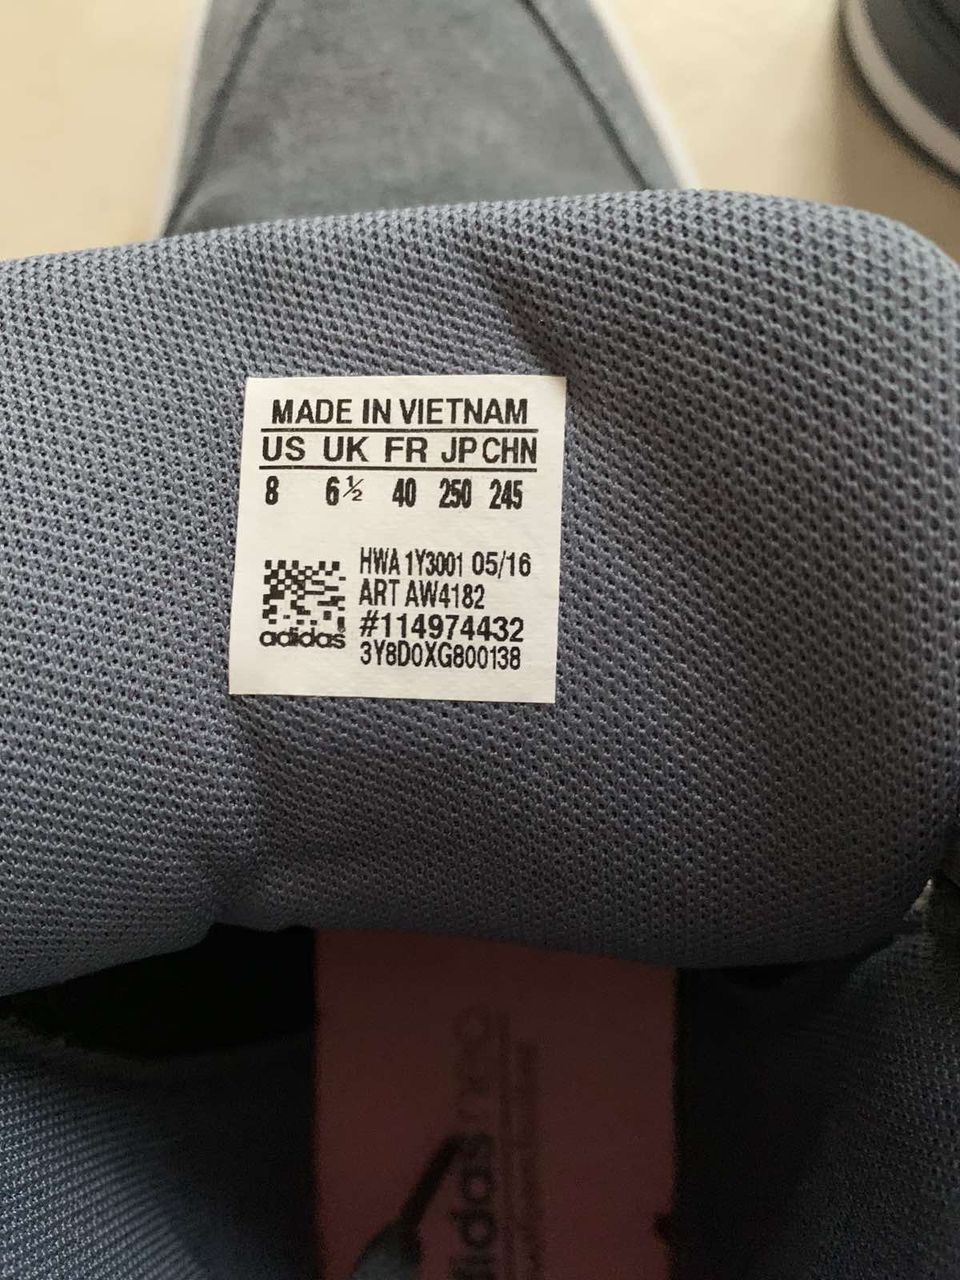 MADE IN VIETNAM
US UK FR JP CHN
8 6½ 40 250 245
HWA 1Y3001 05/16
ART AW4182
#114974432
3Y8D0XG800138
adidas